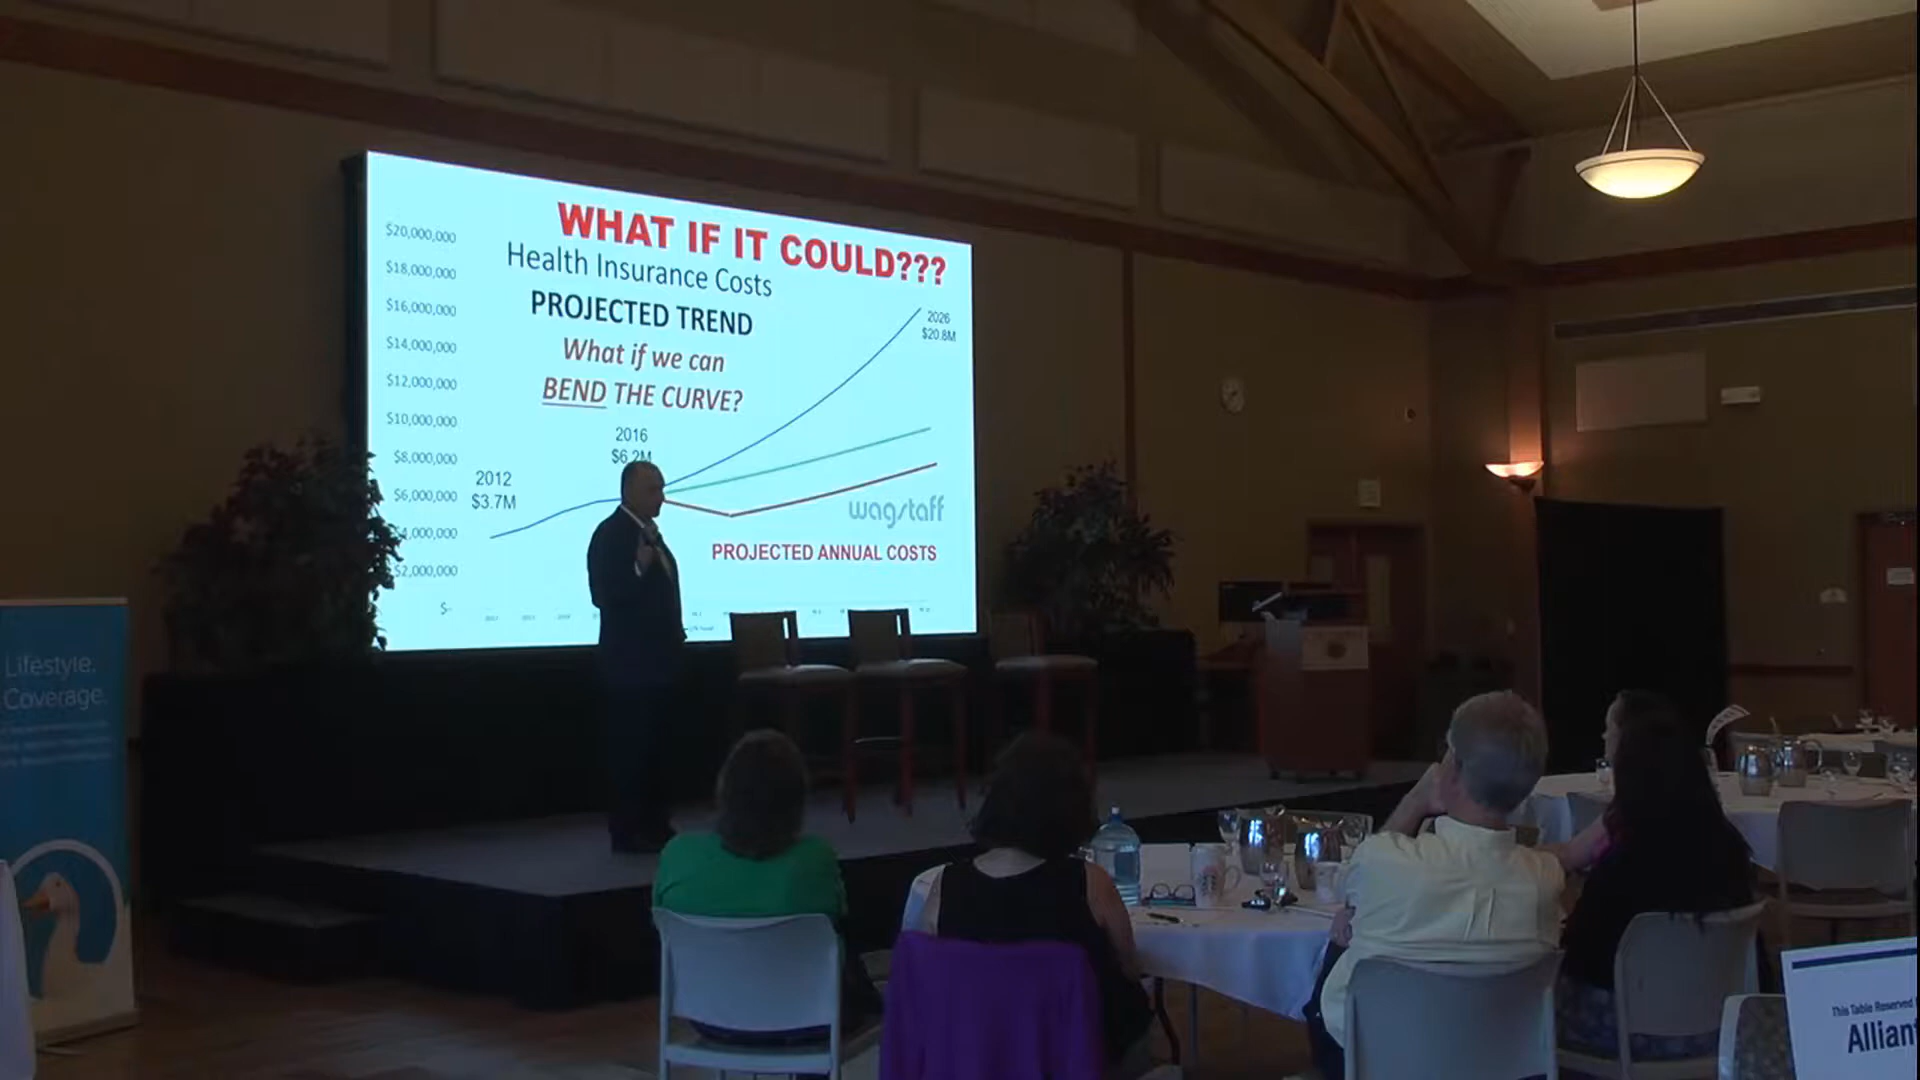 WHAT IF IT COULD???
Health Insurance Costs
PROJECTED TREND
What if we can
BEND THE CURVE?
$20,000,000
$18,000,000
$16,000,000
$14,000,000
$12,000,000
$10,000,000
$8,000,000
$6,000,000
$4,000,000
$2,000,000
$-
2012
$3.7M
2016
$6.2M
2026
$20.8M
wagstaff
PROJECTED ANNUAL COSTS
Lifestyle.
Coverage.
This Table Reserved